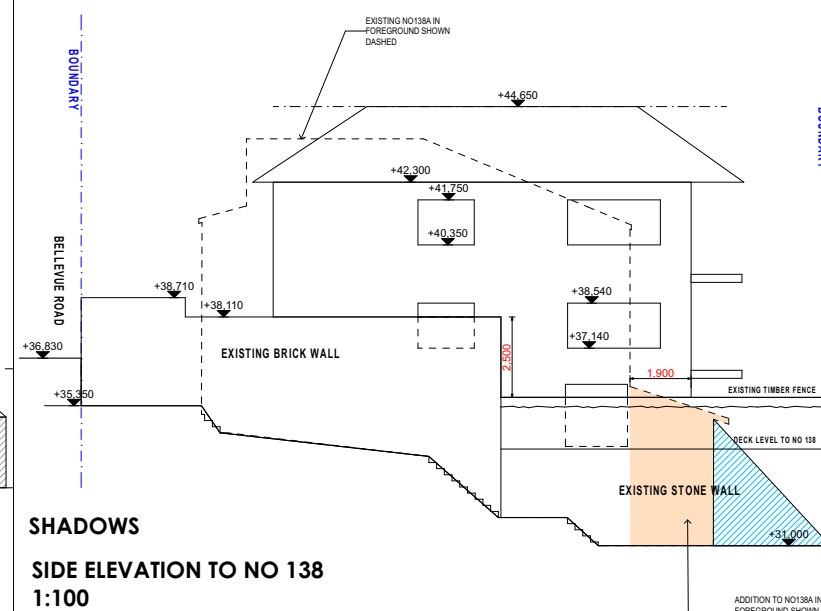 EXISTING NO138A IN
FOREGROUND SHOWN
DASHED
BOUNDARY
+44,650
+42,300
+41,750
+40,350
BELLEVUE ROAD
+38,710
+38,110
+38,540
+37,140
+36,830
EXISTING BRICK WALL
2,500
1,900
+35,350
EXISTING TIMBER FENCE
DECK LEVEL TO NO 138
EXISTING STONE WALL
+31,000
SHADOWS
SIDE ELEVATION TO NO 138
1:100
ADDITION TO NO138A IN